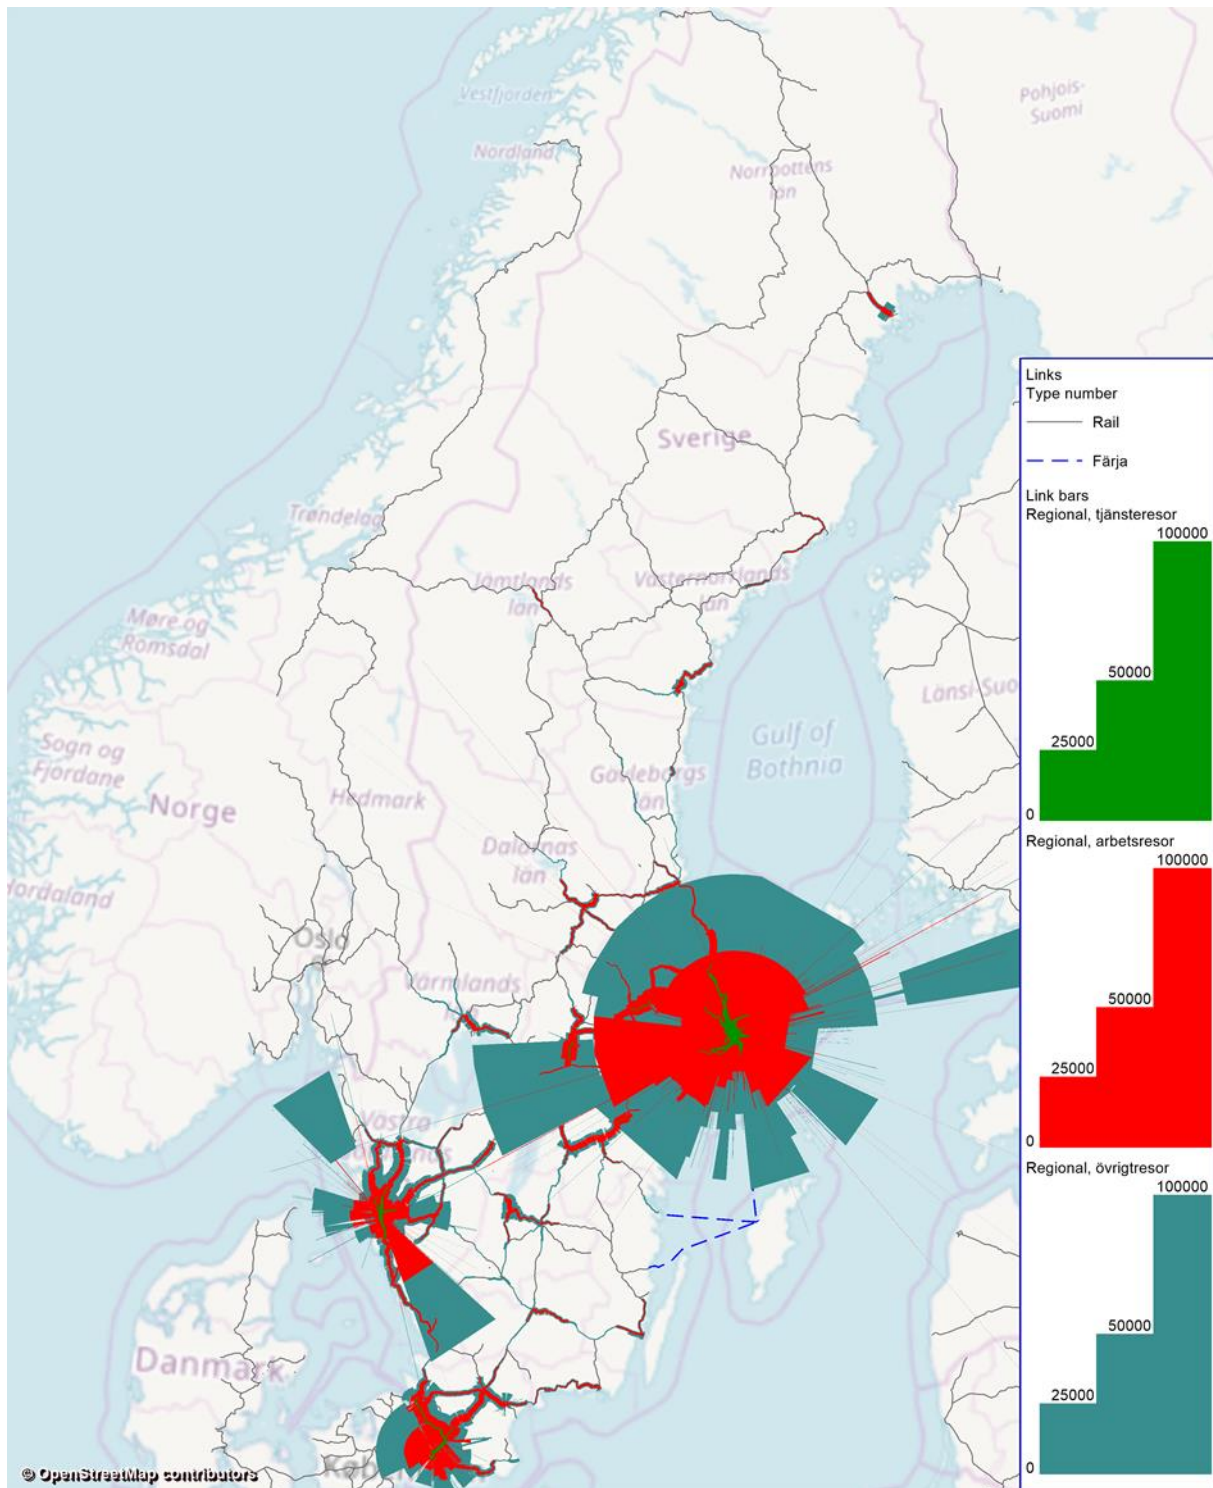 Vestfjorden
Pohjois-
Suomi
Nordland
Norrbottens
län
Sverige
Trøndelag
Jämtlands
län
Västernorrlands
län
Møre og
Romsdal
Länsi-Suo
Sogn og
Fjordane
Gulf of
Bothnia
Gävleborgs
län
Norge
Hedmark
Dalarnas
län
Hordaland
Oslo
Värmlands
Västra
Danmark
© OpenStreetMap contributors
Links
Type number
Rail
Färja
Link bars
Regional, tjänsteresor
100000
50000
25000
0
Regional, arbetsresor
100000
50000
25000
0
Regional, övrigtresor
100000
50000
25000
0